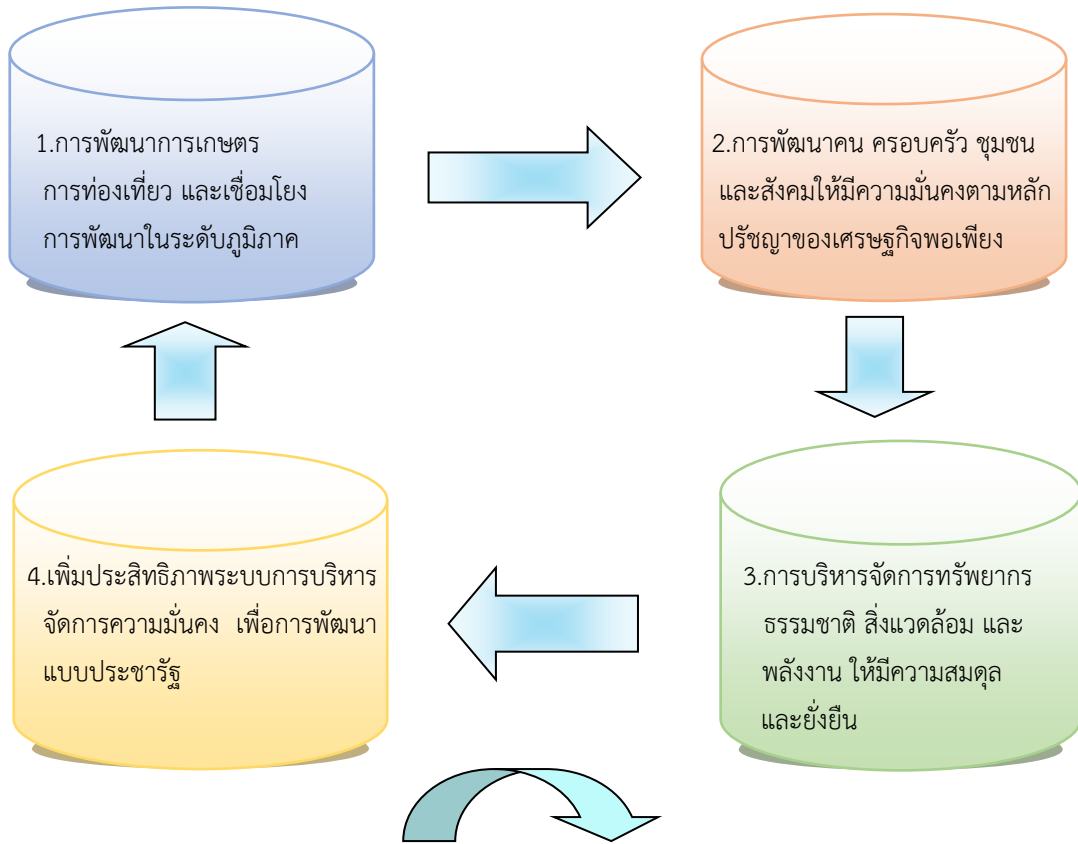 1.การพัฒนาการเกษตร
การท่องเที่ยว และเชื่อมโยง
การพัฒนาในระดับภูมิภาค
2.การพัฒนาคน ครอบครัว ชุมชน
และสังคมให้มีความมั่นคงตามหลัก
ปรัชญาของเศรษฐกิจพอเพียง
3.การบริหารจัดการทรัพยากร
ธรรมชาติ สิ่งแวดล้อม และ
พลังงาน ให้มีความสมดุล
และยั่งยืน
4.เพิ่มประสิทธิภาพระบบการบริหาร
จัดการความมั่นคง เพื่อการพัฒนา
แบบประชารัฐ